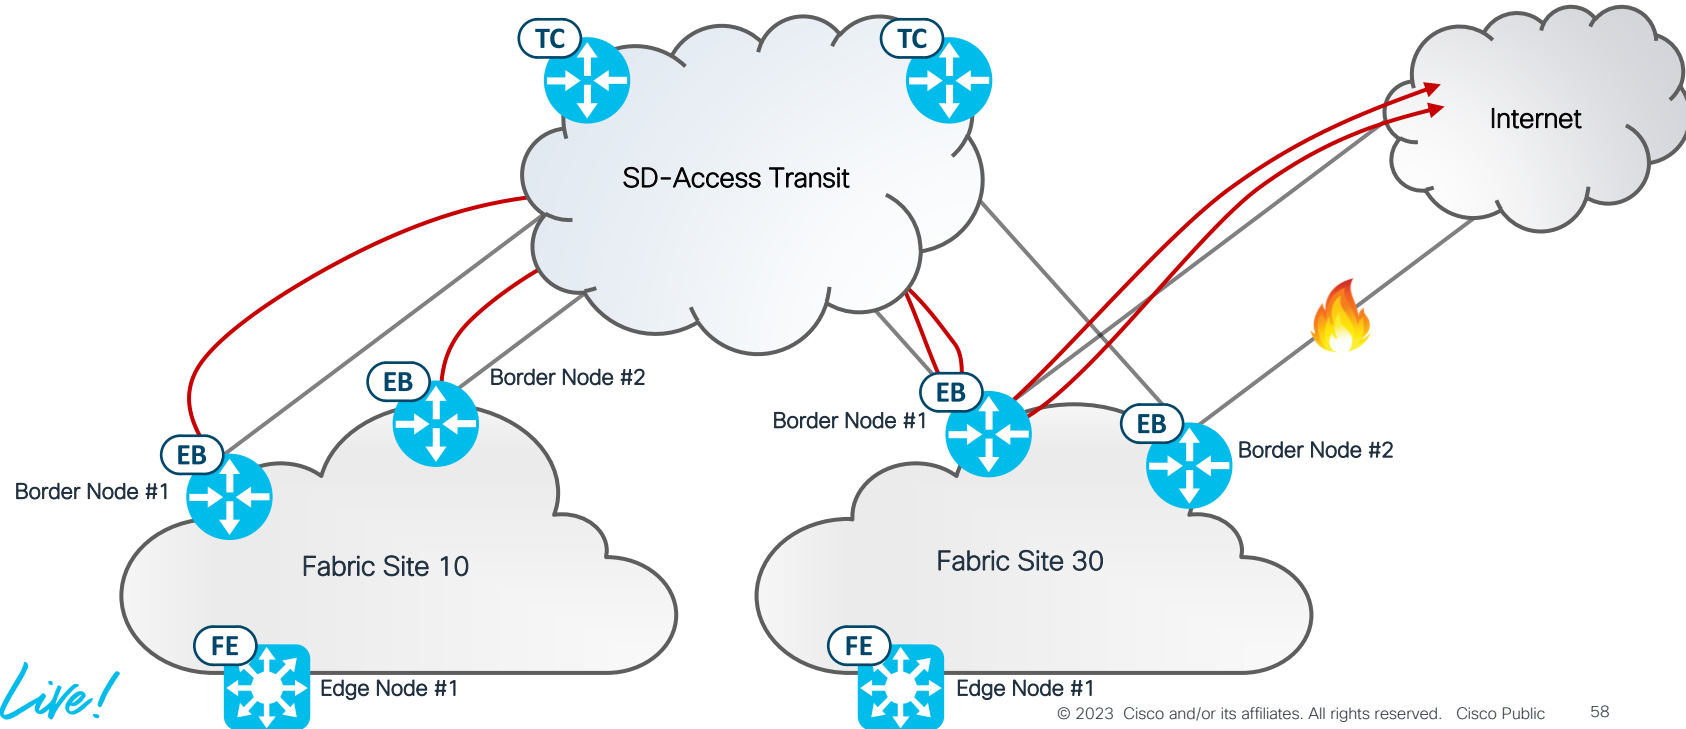 TC
TC
SD-Access Transit
Internet
EB
Border Node #2
EB
Border Node #1
EB
Border Node #1
EB
Border Node #2
Fabric Site 10
Fabric Site 30
FE
Edge Node #1
FE
Edge Node #1
Live!
© 2023 Cisco and/or its affiliates. All rights reserved. Cisco Public
58